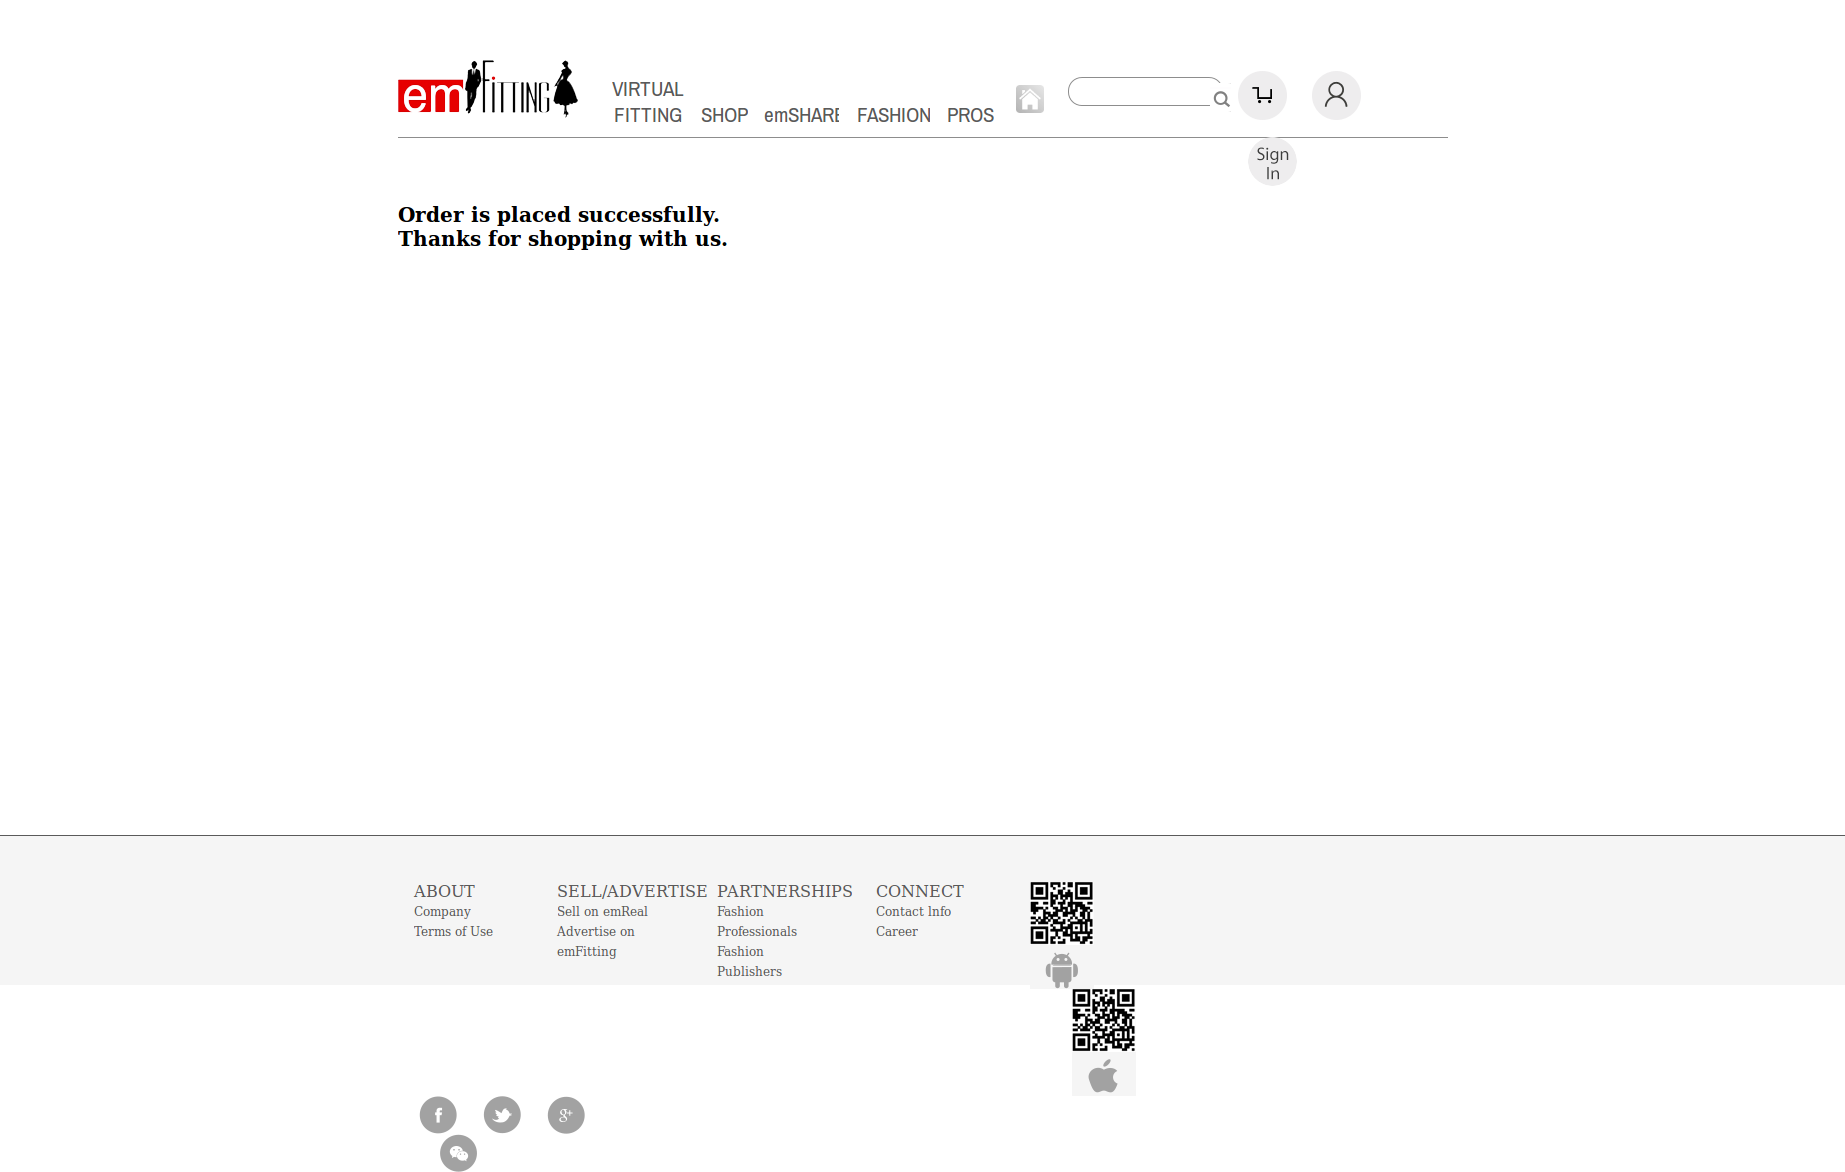 em FiTTiNG
VIRTUAL
FITTING SHOP emSHARE FASHION PROS
Sign
In
Order is placed successfully.
Thanks for shopping with us.
ABOUT
Company
Terms of Use
SELL/ADVERTISE
Sell on emReal
Advertise on
emFitting
PARTNERSHIPS
Fashion
Professionals
Fashion
Publishers
CONNECT
Contact Info
Career
f
g+